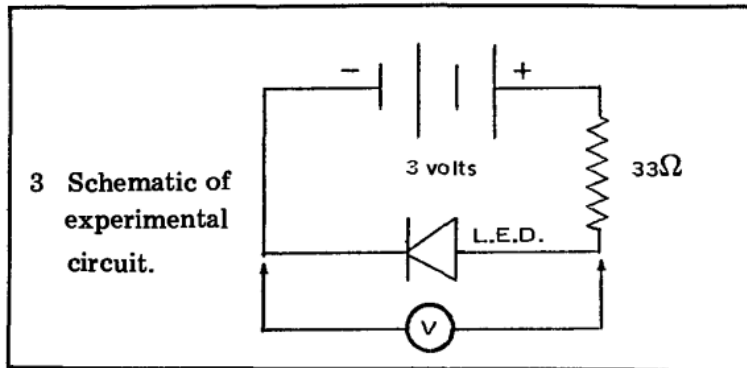 − +
3 volts
33Ω
3 Schematic of
experimental
circuit.
L.E.D.
V